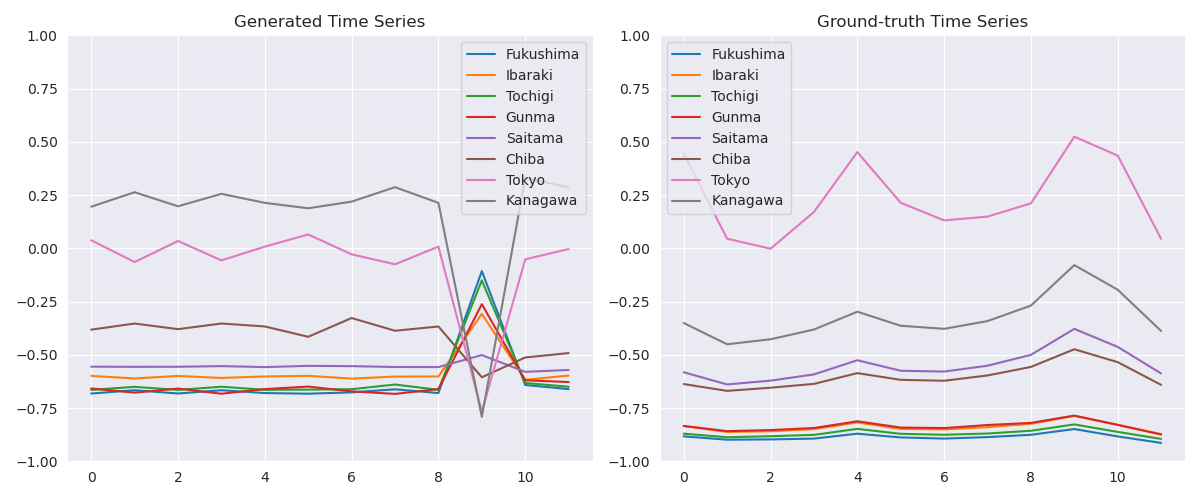 Generated Time Series
1.00
0.75
0.50
0.25
0.00
−0.25
−0.50
−0.75
−1.00
0
2
4
6
8
10
Fukushima
Ibaraki
Tochigi
Gunma
Saitama
Chiba
Tokyo
Kanagawa
Ground-truth Time Series
1.00
0.75
0.50
0.25
0.00
−0.25
−0.50
−0.75
−1.00
0
2
4
6
8
10
Fukushima
Ibaraki
Tochigi
Gunma
Saitama
Chiba
Tokyo
Kanagawa